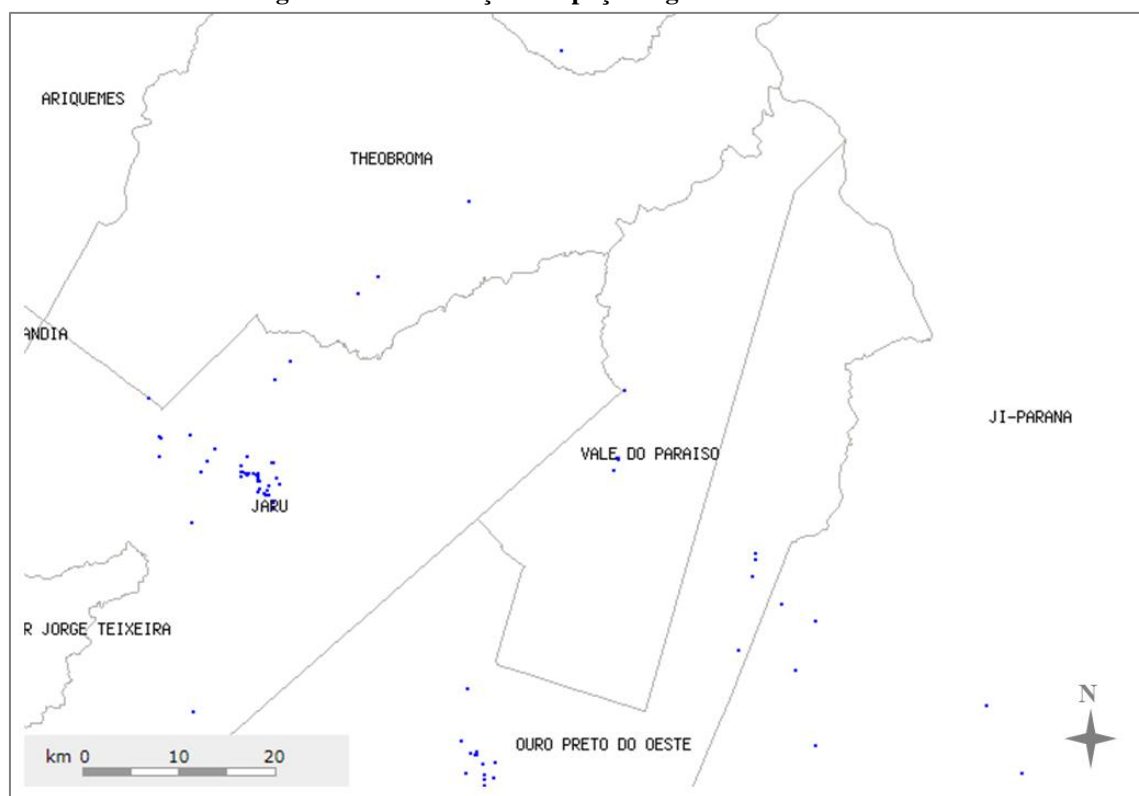 ARIQUEMES
THEOBROMA
ANDIA
JI-PARANA
VALE DO PARAISO
JARU
R JORGE TEIXEIRA
N
OURO PRETO DO OESTE
km 0 10 20